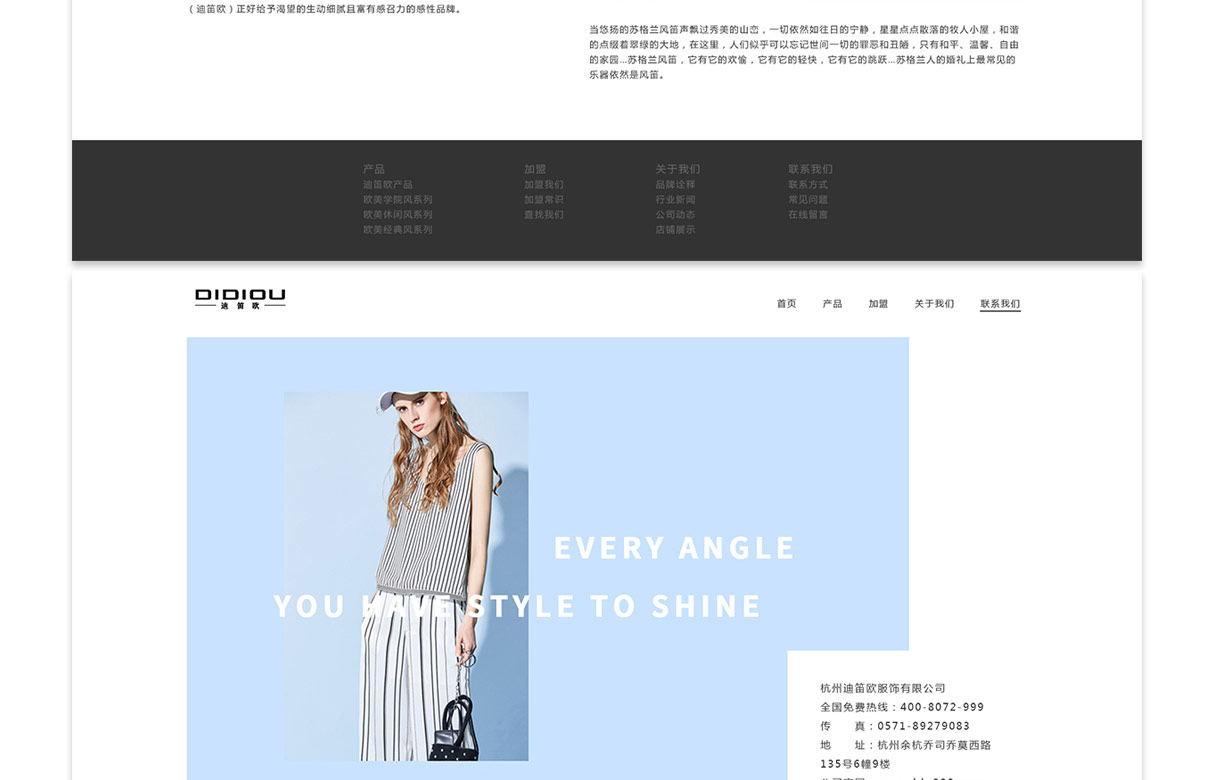 （迪笛欧）正好给予渴望的生动细腻且富有感召力的感性品牌。
当悠扬的苏格兰风笛声飘过秀美的山峦，一切依然如往日的宁静，星星点点散落的牧人小屋，和谐
的点缀着翠绿的大地，在这里，人们似乎可以忘记世间一切的罪恶和丑陋，只有和平、温馨、自由
的家园...苏格兰风笛，它有它的欢愉，它有它的轻快，它有它的跳跃...苏格兰人的婚礼上最常见的
乐器依然是风笛。
产品
迪笛欧产品
欧美学院风系列
欧美休闲风系列
欧美经典风系列
加盟
加盟我们
加盟常识
查找我们
关于我们
品牌诠释
行业新闻
公司动态
店铺展示
联系我们
联系方式
常见问题
在线留言
DIDIOU
迪笛欧
首页 产品 加盟 关于我们 联系我们
EVERY ANGLE
YOU HAVE STYLE TO SHINE
杭州迪笛欧服饰有限公司
全国免费热线：400-8072-999
传　　真：0571-89279083
地　　址：杭州余杭乔司乔莫西路
135号6幢9楼